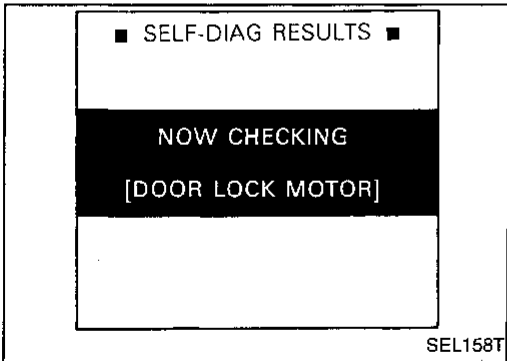 ■ SELF-DIAG RESULTS ■
NOW CHECKING
[DOOR LOCK MOTOR]
SEL158T